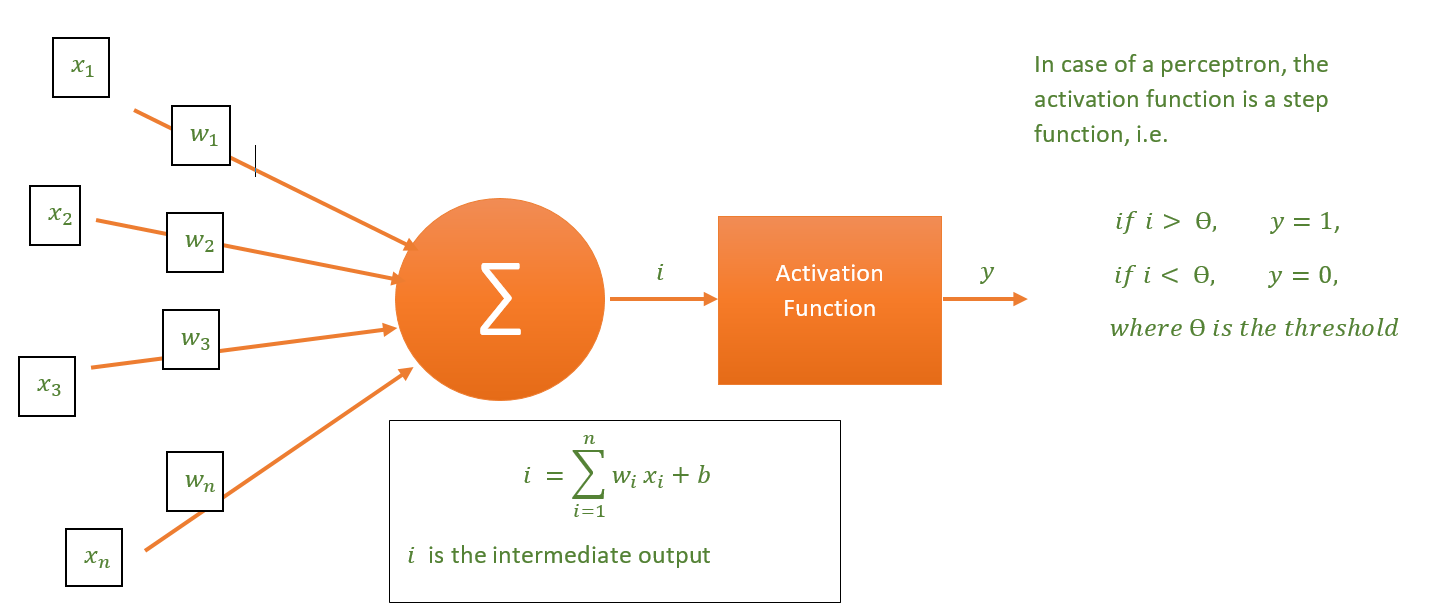 x₁
w₁
x₂
w₂
w₃
x₃
wₙ
xₙ
∑
i
Activation
Function
y
i = ∑ⁿᵢ₌₁ wᵢ xᵢ + b
i is the intermediate output
In case of a perceptron, the
activation function is a step
function, i.e.
if i > Ɵ, y = 1,
if i < Ɵ, y = 0,
where Ɵ is the threshold